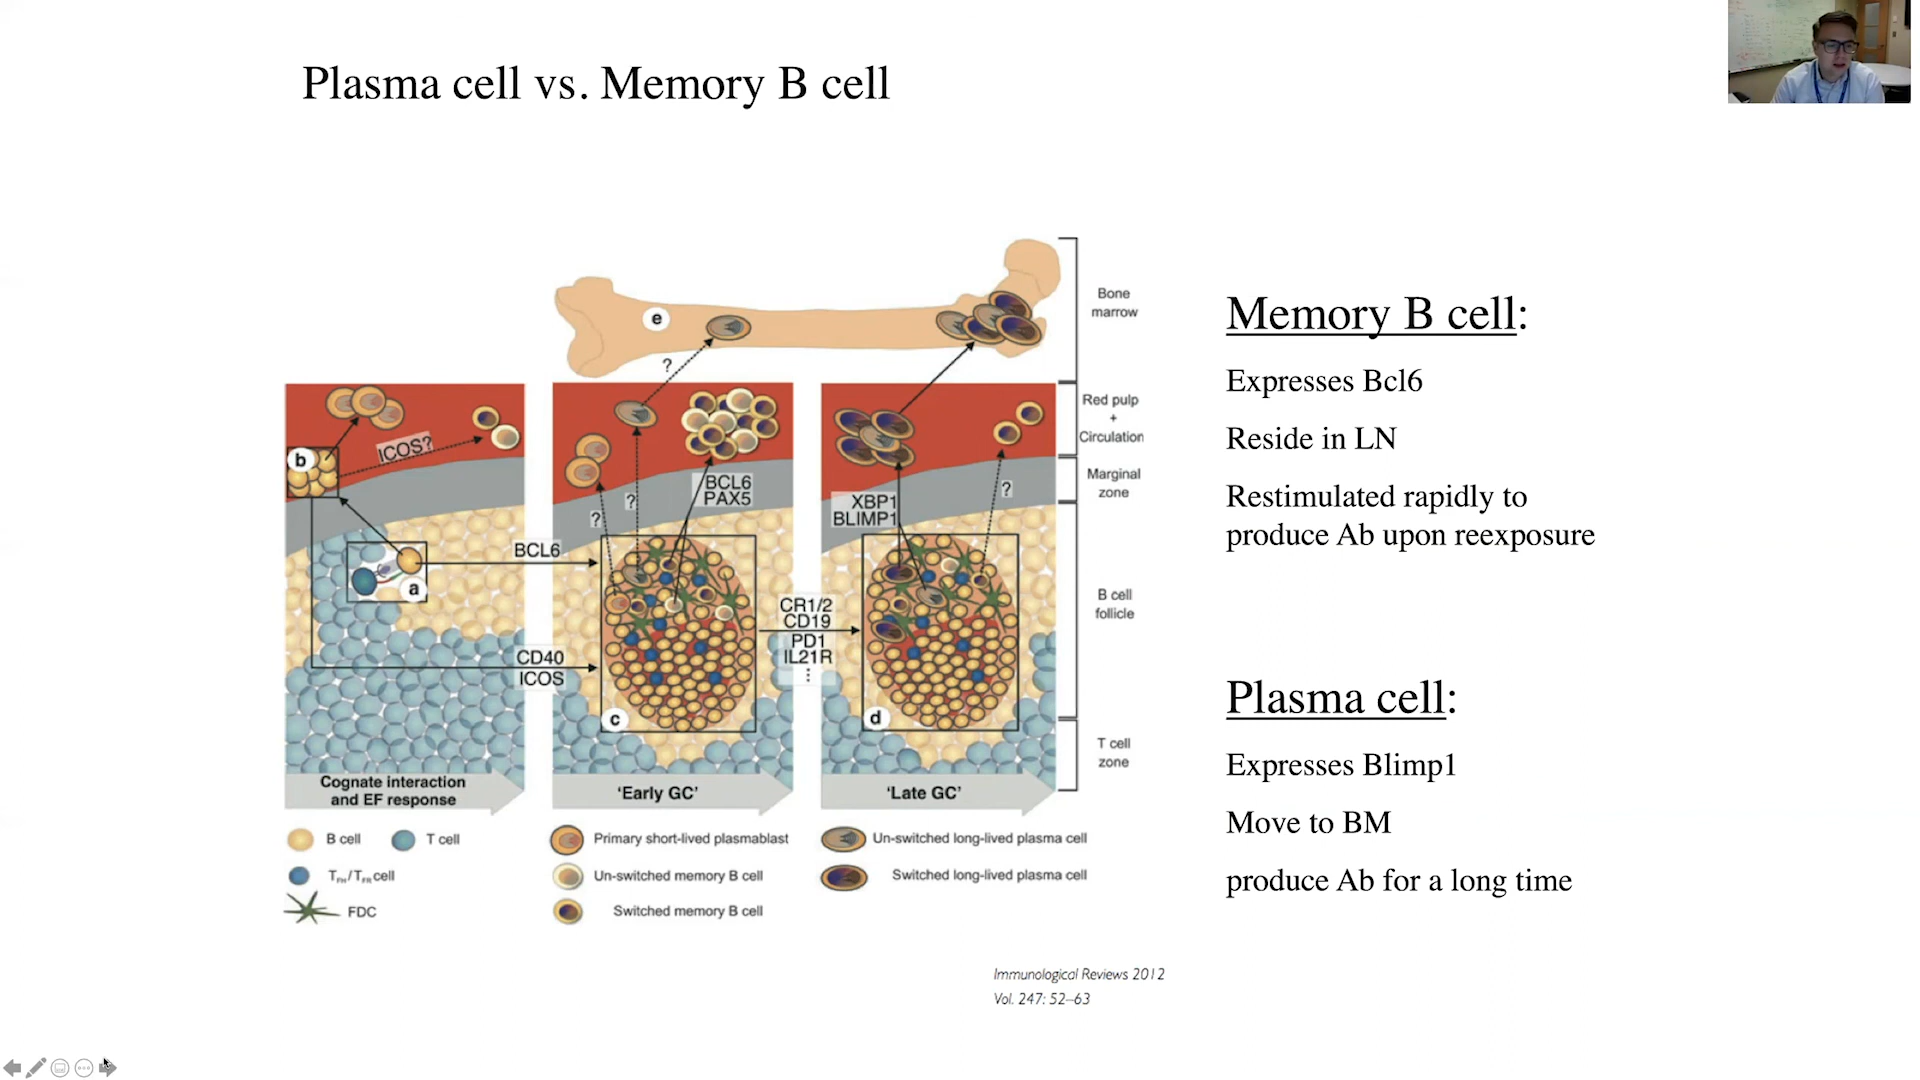 Plasma cell vs. Memory B cell
Bone
marrow
e
?
Red pulp
+
Circulation
b
ICOS?
Marginal
zone
BCL6
PAX5
?
?
XBP1
BLIMP1
?
BCL6
a
B cell
follicle
CR1/2
CD19
PD1
IL21R
⋮
CD40
ICOS
c
d
T cell
zone
Cognate interaction
and EF response
'Early GC'
'Late GC'
B cell
T cell
TFH/TFR cell
FDC
Primary short-lived plasmablast
Un-switched memory B cell
Switched memory B cell
Un-switched long-lived plasma cell
Switched long-lived plasma cell
Immunological Reviews 2012
Vol. 247: 52–63
Memory B cell:
Expresses Bcl6
Reside in LN
Restimulated rapidly to
produce Ab upon reexposure
Plasma cell:
Expresses Blimp1
Move to BM
produce Ab for a long time